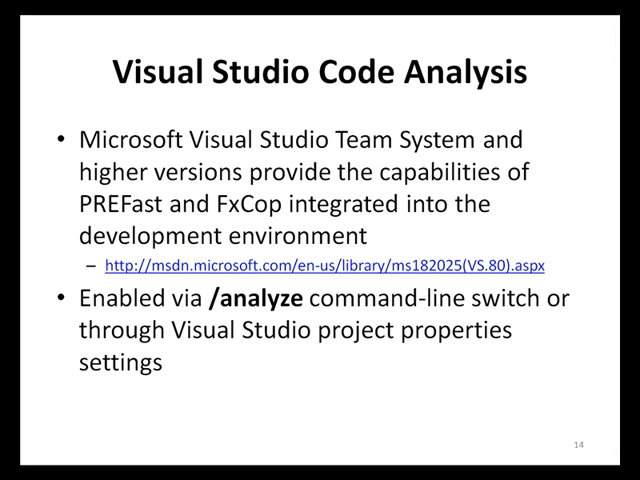 Visual Studio Code Analysis
• Microsoft Visual Studio Team System and
higher versions provide the capabilities of
PREFast and FxCop integrated into the
development environment
– http://msdn.microsoft.com/en-us/library/ms182025(VS.80).aspx
• Enabled via /analyze command-line switch or
through Visual Studio project properties
settings
14